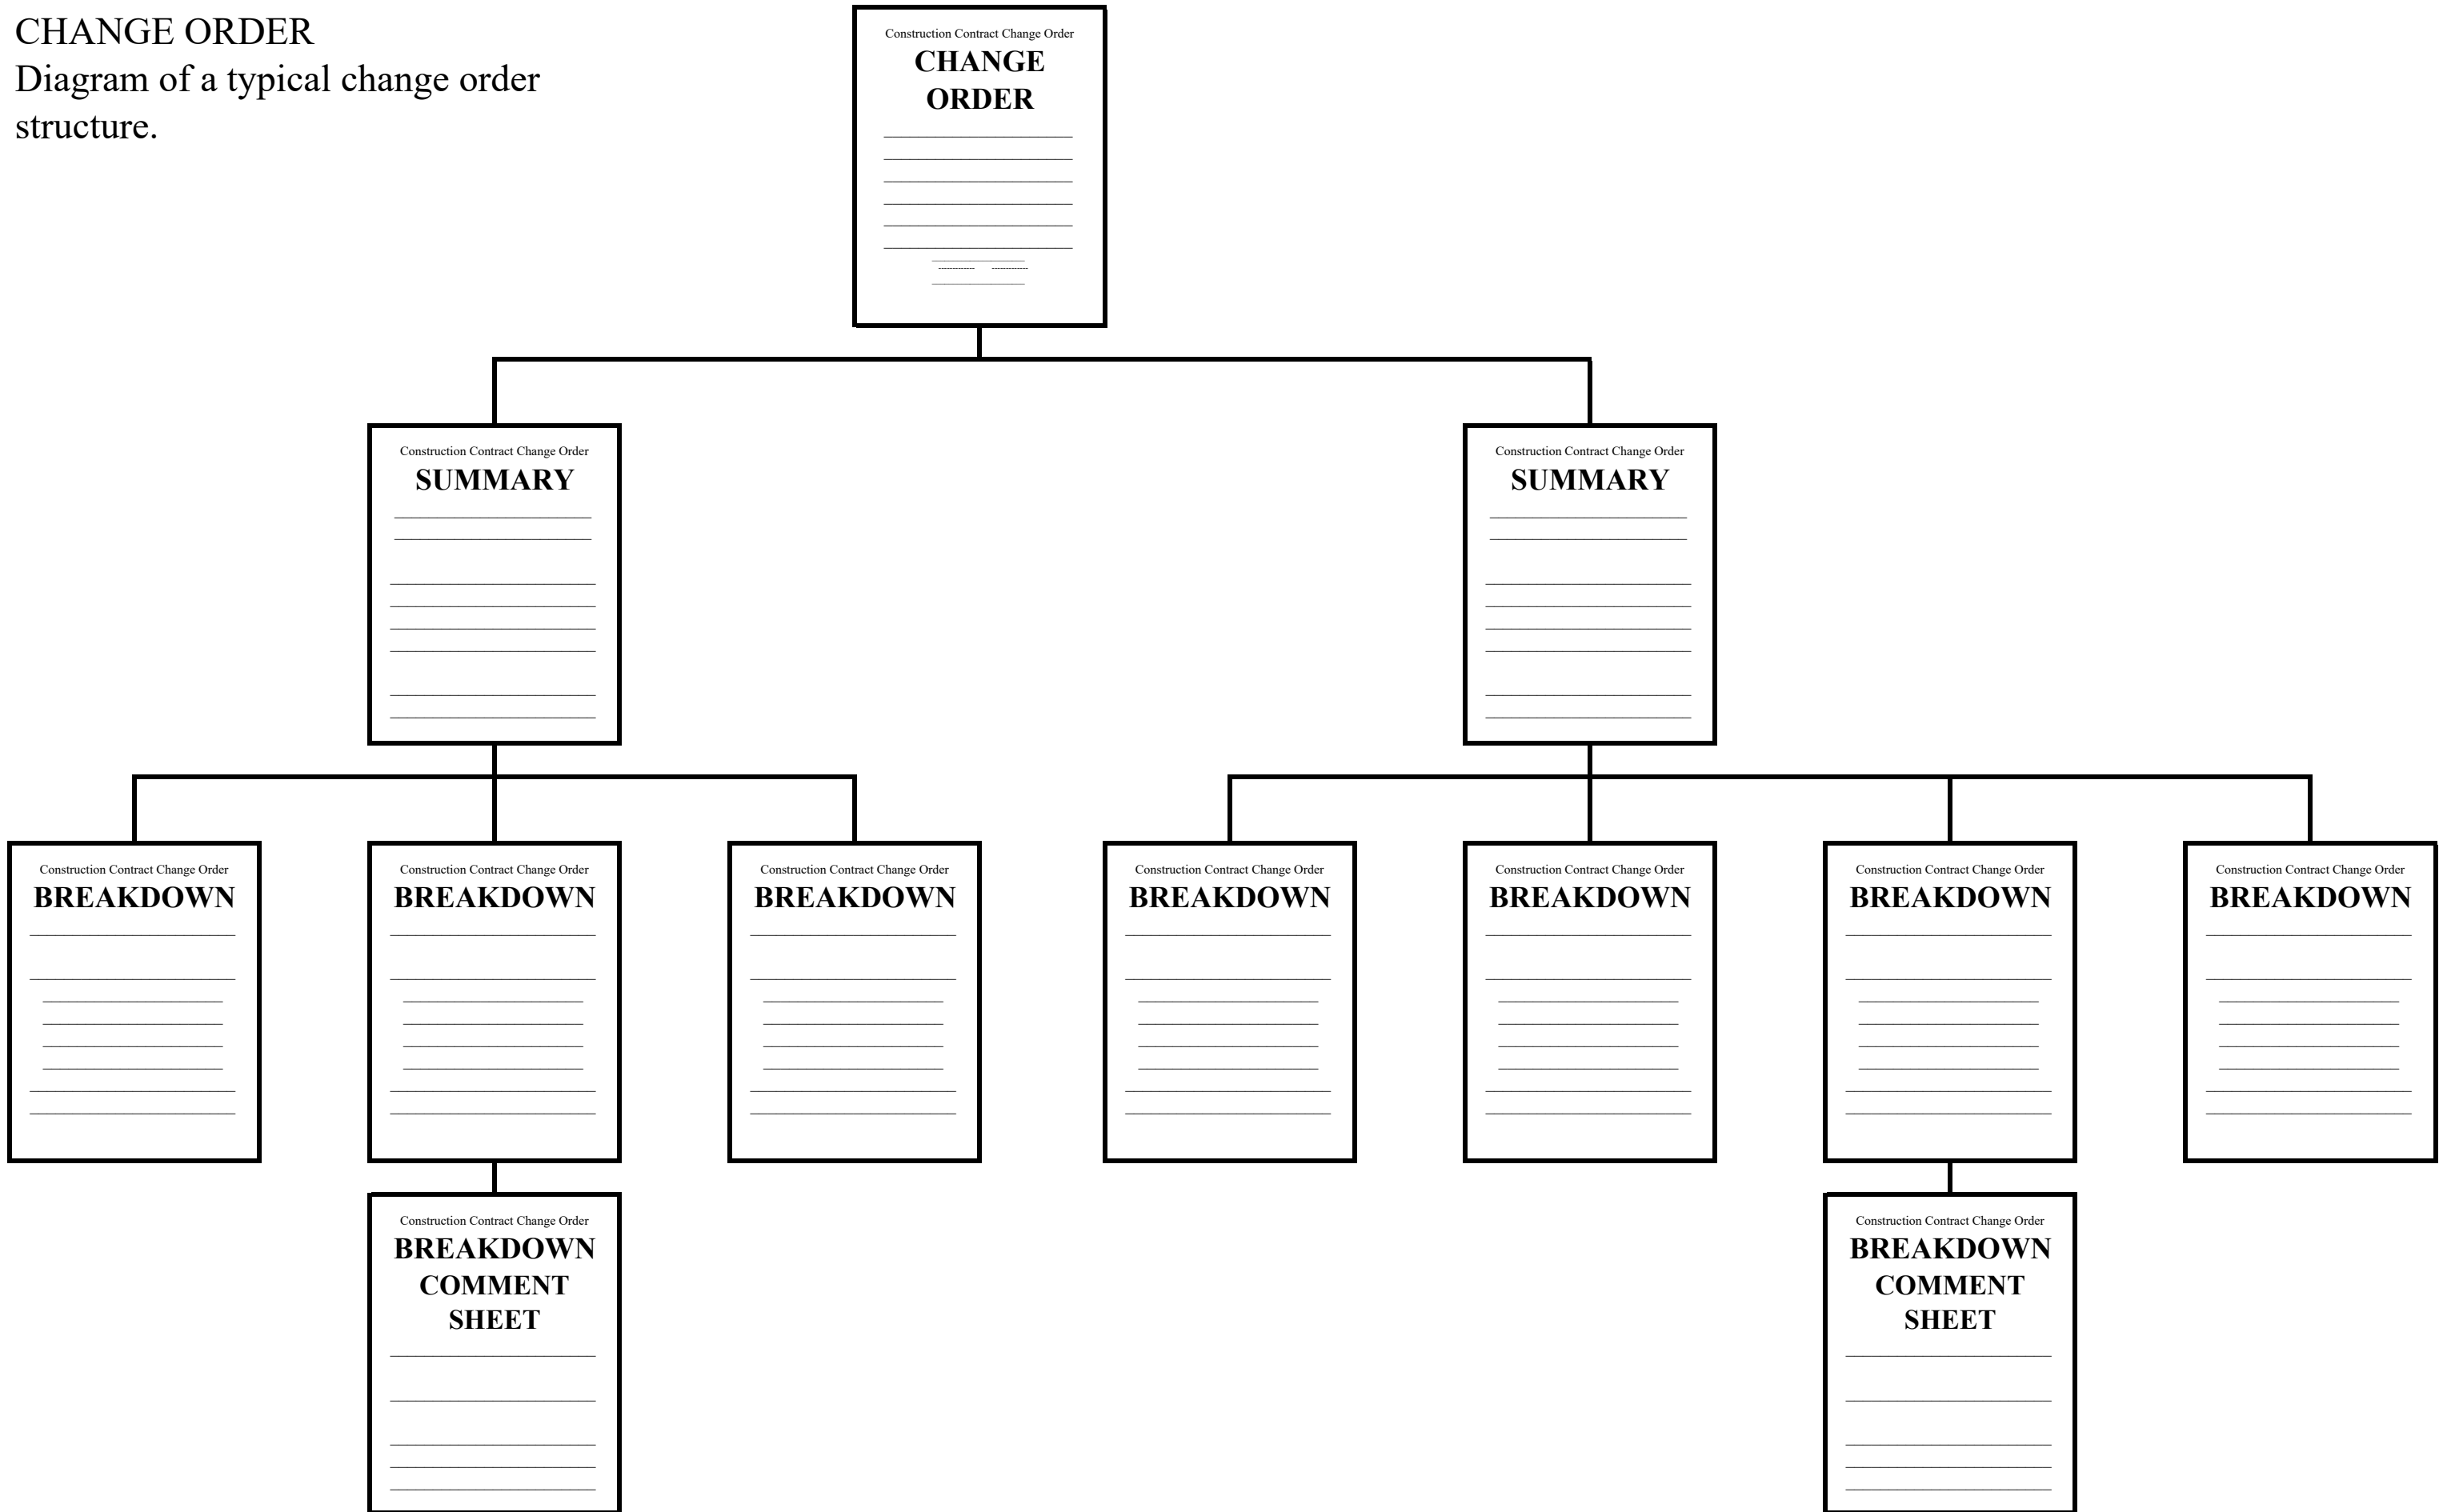 CHANGE ORDER
Diagram of a typical change order
structure.
Construction Contract Change Order
CHANGE
ORDER
Construction Contract Change Order
SUMMARY
Construction Contract Change Order
SUMMARY
Construction Contract Change Order
BREAKDOWN
Construction Contract Change Order
BREAKDOWN
Construction Contract Change Order
BREAKDOWN
Construction Contract Change Order
BREAKDOWN
Construction Contract Change Order
BREAKDOWN
Construction Contract Change Order
BREAKDOWN
Construction Contract Change Order
BREAKDOWN
Construction Contract Change Order
BREAKDOWN
COMMENT
SHEET
Construction Contract Change Order
BREAKDOWN
COMMENT
SHEET